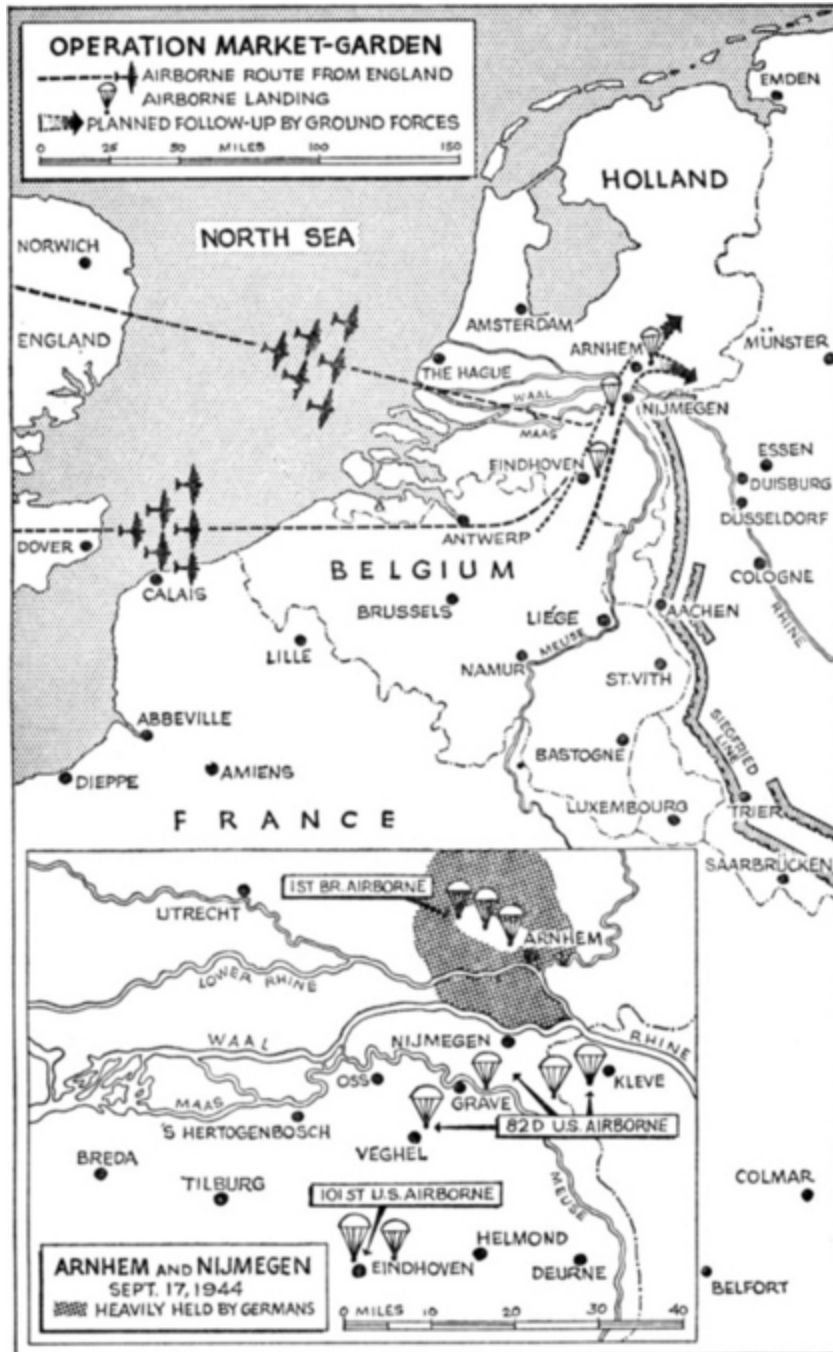 OPERATION MARKET-GARDEN
AIRBORNE ROUTE FROM ENGLAND
AIRBORNE LANDING
PLANNED FOLLOW-UP BY GROUND FORCES
0 25 50 MILES 100 150
EMDEN
HOLLAND
NORTH SEA
NORWICH
AMSTERDAM
ENGLAND
ARNHEM
MÜNSTER
THE HAGUE
WAAL
NIJMEGEN
MAAS
EINDHOVEN
ESSEN
DUISBURG
DÜSSELDORF
ANTWERP
DOVER
BELGIUM
COLOGNE
CALAIS
BRUSSELS
LIÉGE
AACHEN
RHINE
MEUSE
LILLE
NAMUR
ST. VITH
ABBEVILLE
SIEGFRIED
LINE
BASTOGNE
DIEPPE
AMIENS
LUXEMBOURG
TRIER
FRANCE
SAARBRÜCKEN
1ST BR. AIRBORNE
UTRECHT
ARNHEM
LOWER RHINE
WAAL
NIJMEGEN
RHINE
OSS
KLEVE
MAAS
GRAVE
'S HERTOGENBOSCH
82D U.S. AIRBORNE
VEGHEL
BREDA
TILBURG
101ST U.S. AIRBORNE
MEUSE
COLMAR
HELMOND
EINDHOVEN
DEURNE
ARNHEM AND NIJMEGEN
SEPT. 17, 1944
HEAVILY HELD BY GERMANS
0 MILES 10 20 30 40
BELFORT